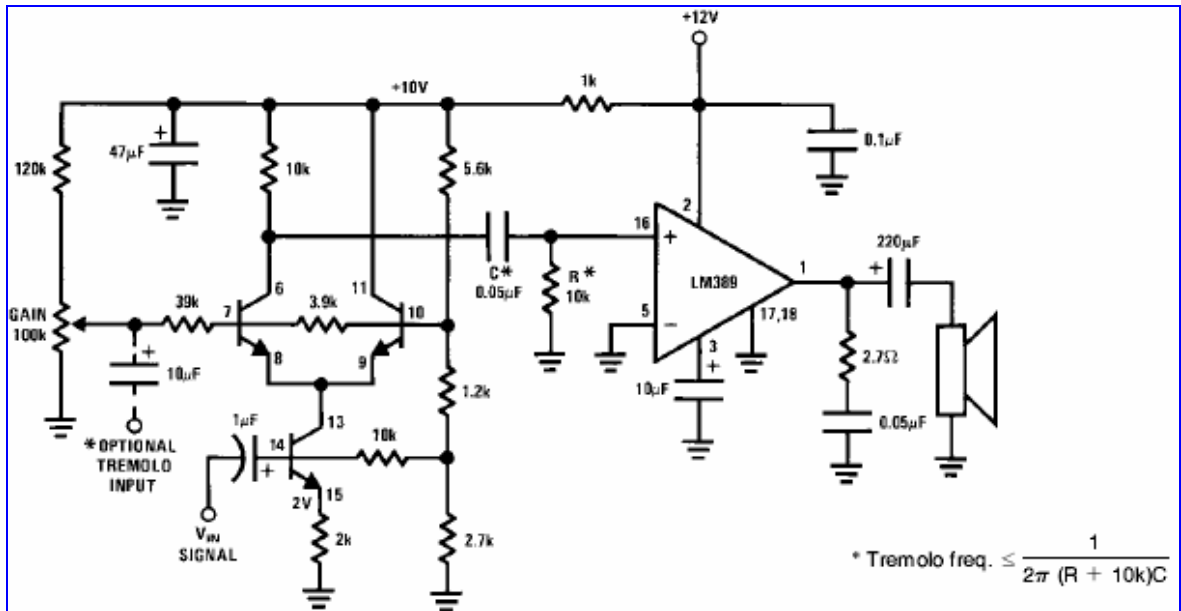 +12V
1k
+10V
47µF
0.1µF
120k
10k
5.6k
2
16
+
220µF
C*
0.05µF
R*
10k
LM389
1
+
6
11
39k
3.9k
7
10
GAIN
100k
5
–
17,18
3
+
8
9
10µF
+
10µF
2.7Ω
1.2k
1µF
13
0.05µF
*OPTIONAL
TREMOLO
INPUT
14
10k
+
15
2V
VIN
SIGNAL
2k
2.7k
* Tremolo freq. ≤ 1
2π (R + 10k)C